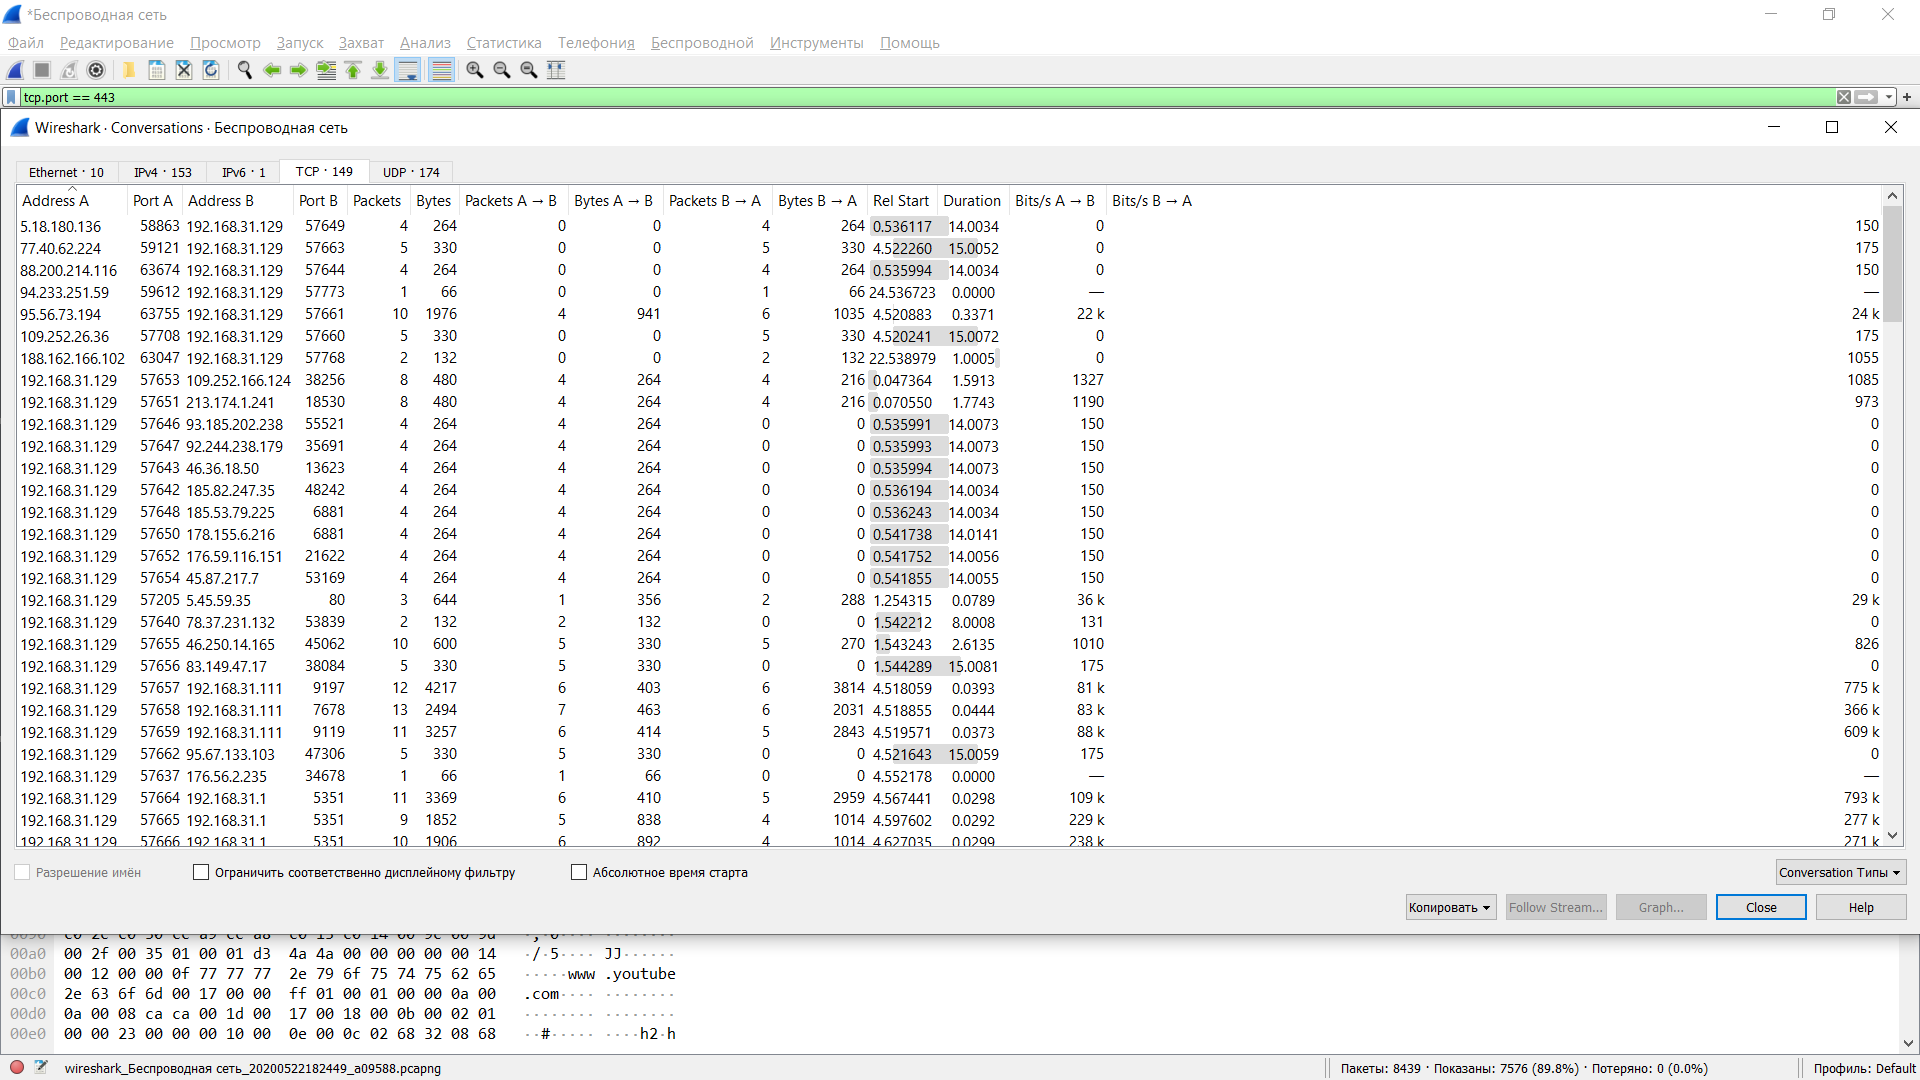 *Беспроводная сеть
Файл Редактирование Просмотр Запуск Захват Анализ Статистика Телефония Беспроводной Инструменты Помощь
tcp.port == 443
Wireshark · Conversations · Беспроводная сеть
Ethernet · 10 IPv4 · 153 IPv6 · 1 TCP · 149 UDP · 174
Address A Port A Address B Port B Packets Bytes Packets A → B Bytes A → B Packets B → A Bytes B → A Rel Start Duration Bits/s A → B Bits/s B → A
5.18.180.136 58863 192.168.31.129 57649 4 264 0 0 4 264 0.536117 14.0034 0 150
77.40.62.224 59121 192.168.31.129 57663 5 330 0 0 5 330 4.522260 15.0052 0 175
88.200.214.116 63674 192.168.31.129 57644 4 264 0 0 4 264 0.535994 14.0034 0 150
94.233.251.59 59612 192.168.31.129 57773 1 66 0 0 1 66 24.536723 0.0000 — —
95.56.73.194 63755 192.168.31.129 57661 10 1976 4 941 6 1035 4.520883 0.3371 22 k 24 k
109.252.26.36 57708 192.168.31.129 57660 5 330 0 0 5 330 4.520241 15.0072 0 175
188.162.166.102 63047 192.168.31.129 57768 2 132 0 0 2 132 22.538979 1.0005 0 1055
192.168.31.129 57653 109.252.166.124 38256 8 480 4 264 4 216 0.047364 1.5913 1327 1085
192.168.31.129 57651 213.174.1.241 18530 8 480 4 264 4 216 0.070550 1.7743 1190 973
192.168.31.129 57646 93.185.202.238 55521 4 264 4 264 0 0 0.535991 14.0073 150 0
192.168.31.129 57647 92.244.238.179 35691 4 264 4 264 0 0 0.535993 14.0073 150 0
192.168.31.129 57643 46.36.18.50 13623 4 264 4 264 0 0 0.535994 14.0073 150 0
192.168.31.129 57642 185.82.247.35 48242 4 264 4 264 0 0 0.536194 14.0034 150 0
192.168.31.129 57648 185.53.79.225 6881 4 264 4 264 0 0 0.536243 14.0034 150 0
192.168.31.129 57650 178.155.6.216 6881 4 264 4 264 0 0 0.541738 14.0141 150 0
192.168.31.129 57652 176.59.116.151 21622 4 264 4 264 0 0 0.541752 14.0056 150 0
192.168.31.129 57654 45.87.217.7 53169 4 264 4 264 0 0 0.541855 14.0055 150 0
192.168.31.129 57205 5.45.59.35 80 3 644 1 356 2 288 1.254315 0.0789 36 k 29 k
192.168.31.129 57640 78.37.231.132 53839 2 132 2 132 0 0 1.542212 8.0008 131 0
192.168.31.129 57655 46.250.14.165 45062 10 600 5 330 5 270 1.543243 2.6135 1010 826
192.168.31.129 57656 83.149.47.17 38084 5 330 5 330 0 0 1.544289 15.0081 175 0
192.168.31.129 57657 192.168.31.111 9197 12 4217 6 403 6 3814 4.518059 0.0393 81 k 775 k
192.168.31.129 57658 192.168.31.111 7678 13 2494 7 463 6 2031 4.518855 0.0444 83 k 366 k
192.168.31.129 57659 192.168.31.111 9119 11 3257 6 414 5 2843 4.519571 0.0373 88 k 609 k
192.168.31.129 57662 95.67.133.103 47306 5 330 5 330 0 0 4.521643 15.0059 175 0
192.168.31.129 57637 176.56.2.235 34678 1 66 1 66 0 0 4.552178 0.0000 — —
192.168.31.129 57664 192.168.31.1 5351 11 3369 6 410 5 2959 4.567441 0.0298 109 k 793 k
192.168.31.129 57665 192.168.31.1 5351 9 1852 5 838 4 1014 4.597602 0.0292 229 k 277 k
192.168.31.129 57666 192.168.31.1 5351 10 1906 6 892 4 1014 4.627035 0.0299 238 k 271 k
Разрешение имён Ограничить соответственно дисплейному фильтру Абсолютное время старта Conversation Типы
Копировать Follow Stream... Graph... Close Help
0090 c0 2c c0 30 cc a9 cc a8 c0 13 c0 14 00 9c 00 9d
00a0 00 2f 00 35 01 00 01 d3 4a 4a 00 00 00 00 00 14 ·/·5···· JJ······
00b0 00 12 00 00 0f 77 77 77 2e 79 6f 75 74 75 62 65 ·····www .youtube
00c0 2e 63 6f 6d 00 17 00 00 ff 01 00 01 00 00 0a 00 .com···· ········
00d0 0a 00 08 ca ca 00 1d 00 17 00 18 00 0b 00 02 01 ········ ········
00e0 00 00 23 00 00 00 10 00 0e 00 0c 02 68 32 08 68 ··#····· ····h2·h
wireshark_Беспроводная сеть_20200522182449_a09588.pcapng Пакеты: 8439 · Показаны: 7576 (89.8%) · Потеряно: 0 (0.0%) Профиль: Default